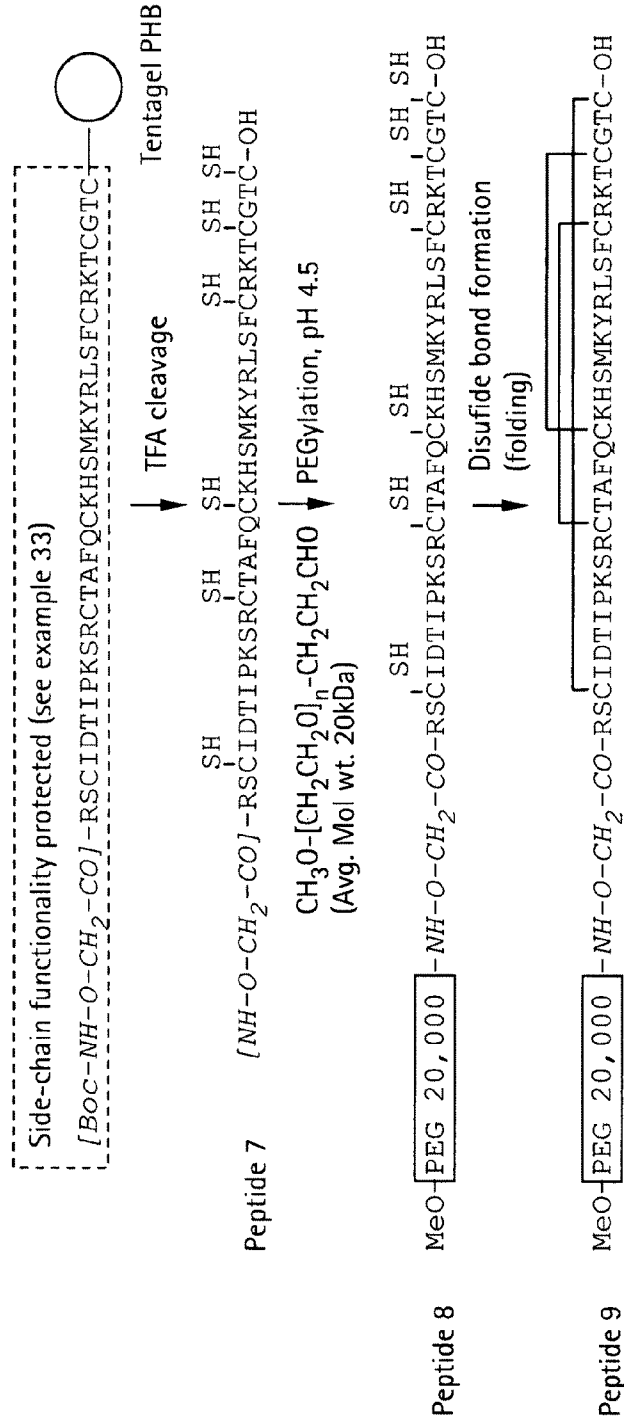 Side-chain functionality protected (see example 33)
[Boc-NH-O-CH2-CO]-RSCIDTIPKSRCTAFQCKHSMKYRLSFCRKTCGTC
Tentagel PHB
TFA cleavage
SH SH SH SH SH SH
Peptide 7 [NH-O-CH2-CO]-RSCIDTIPKSRCTAFQCKHSMKYRLSFCRKTCGTC-OH
CH3O-[CH2CH2O]n-CH2CH2CHO PEGylation, pH 4.5
(Avg. Mol wt. 20kDa)
SH SH SH SH SH SH
Peptide 8 MeO-PEG 20,000-NH-O-CH2-CO-RSCIDTIPKSRCTAFQCKHSMKYRLSFCRKTCGTC-OH
Disufide bond formation
(folding)
Peptide 9 MeO-PEG 20,000-NH-O-CH2-CO-RSCIDTIPKSRCTAFQCKHSMKYRLSFCRKTCGTC-OH